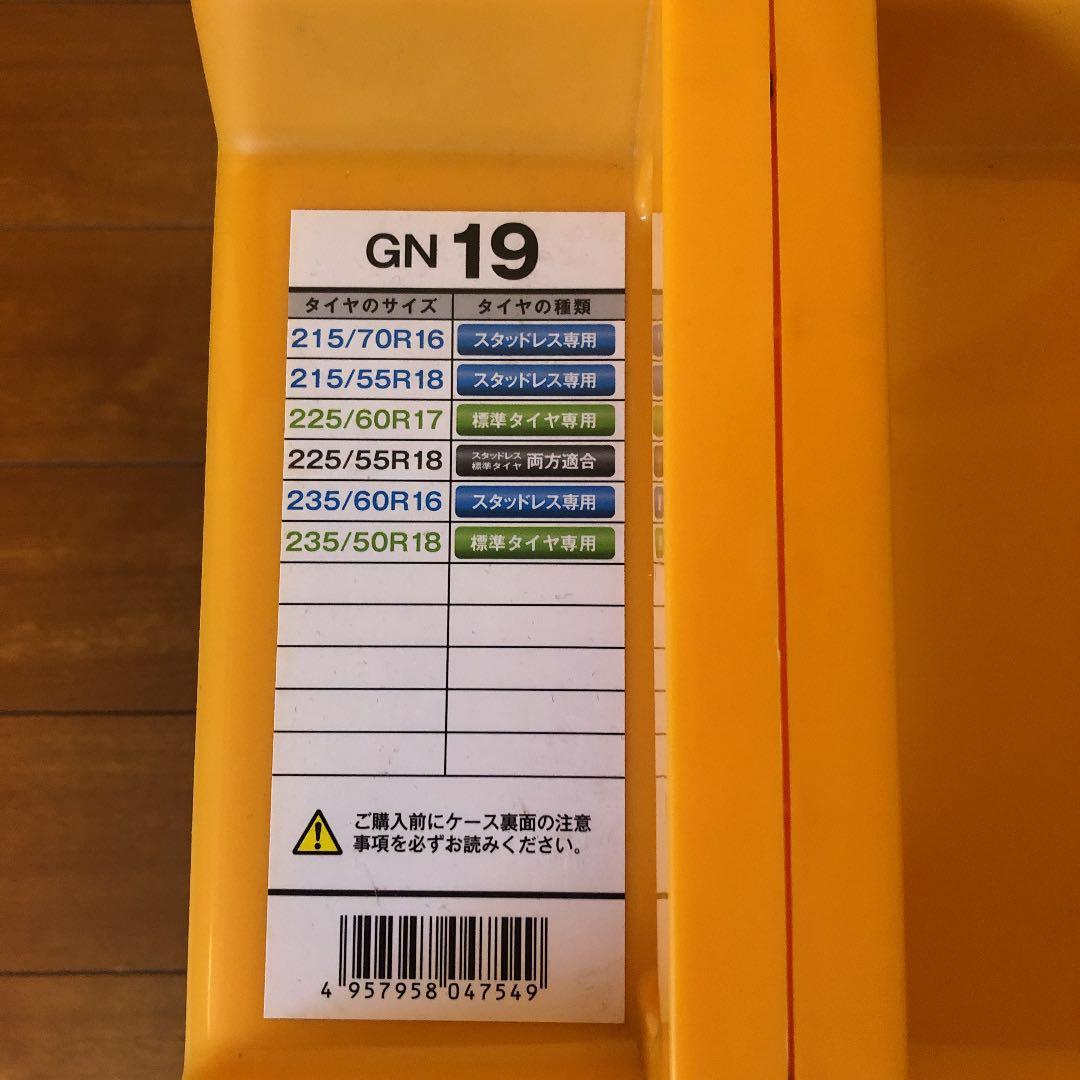 GN 19
タイヤのサイズ タイヤの種類
215/70R16 スタッドレス専用
215/55R18 スタッドレス専用
225/60R17 標準タイヤ専用
225/55R18 スタッドレス 標準タイヤ 両方適合
235/60R16 スタッドレス専用
235/50R18 標準タイヤ専用
ご購入前にケース裏面の注意
事項を必ずお読みください。
4 957958 047549